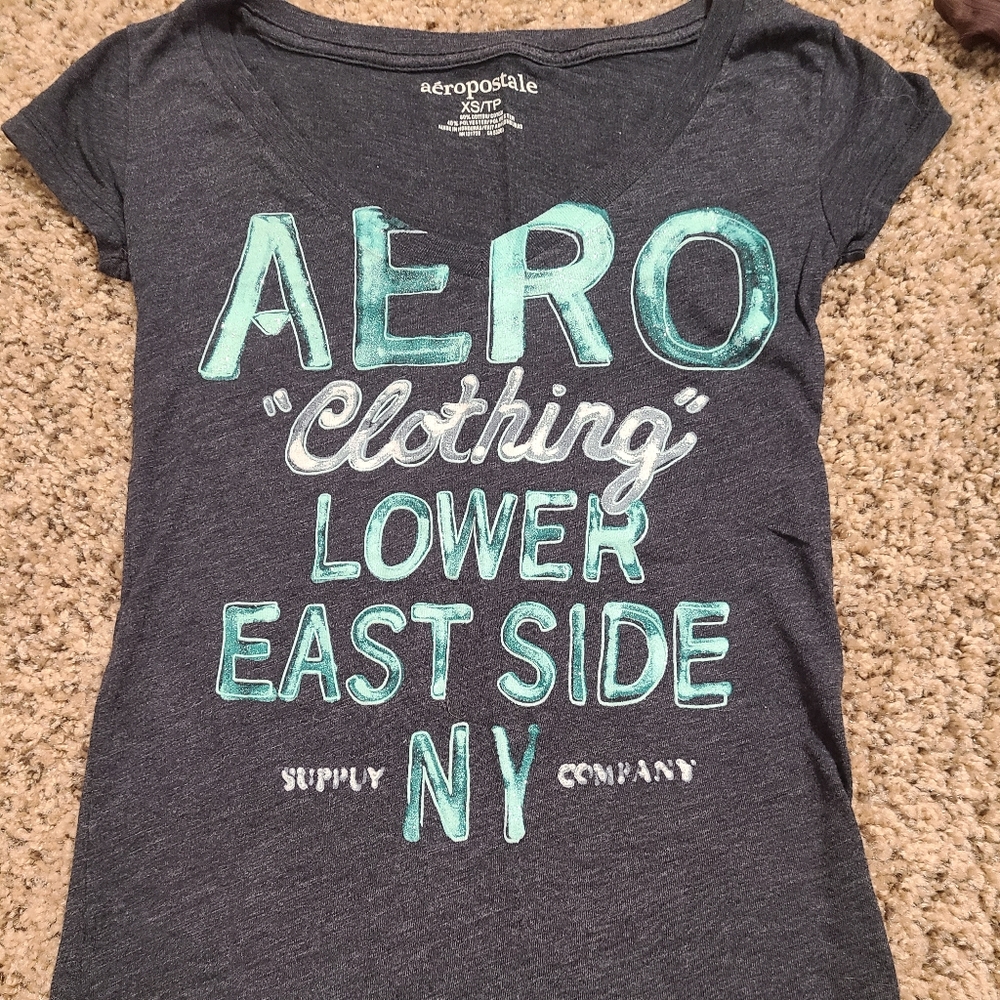 aéropostale
XS/TP
AERO
"Clothing"
LOWER
EAST SIDE
SUPPLY NY COMPANY